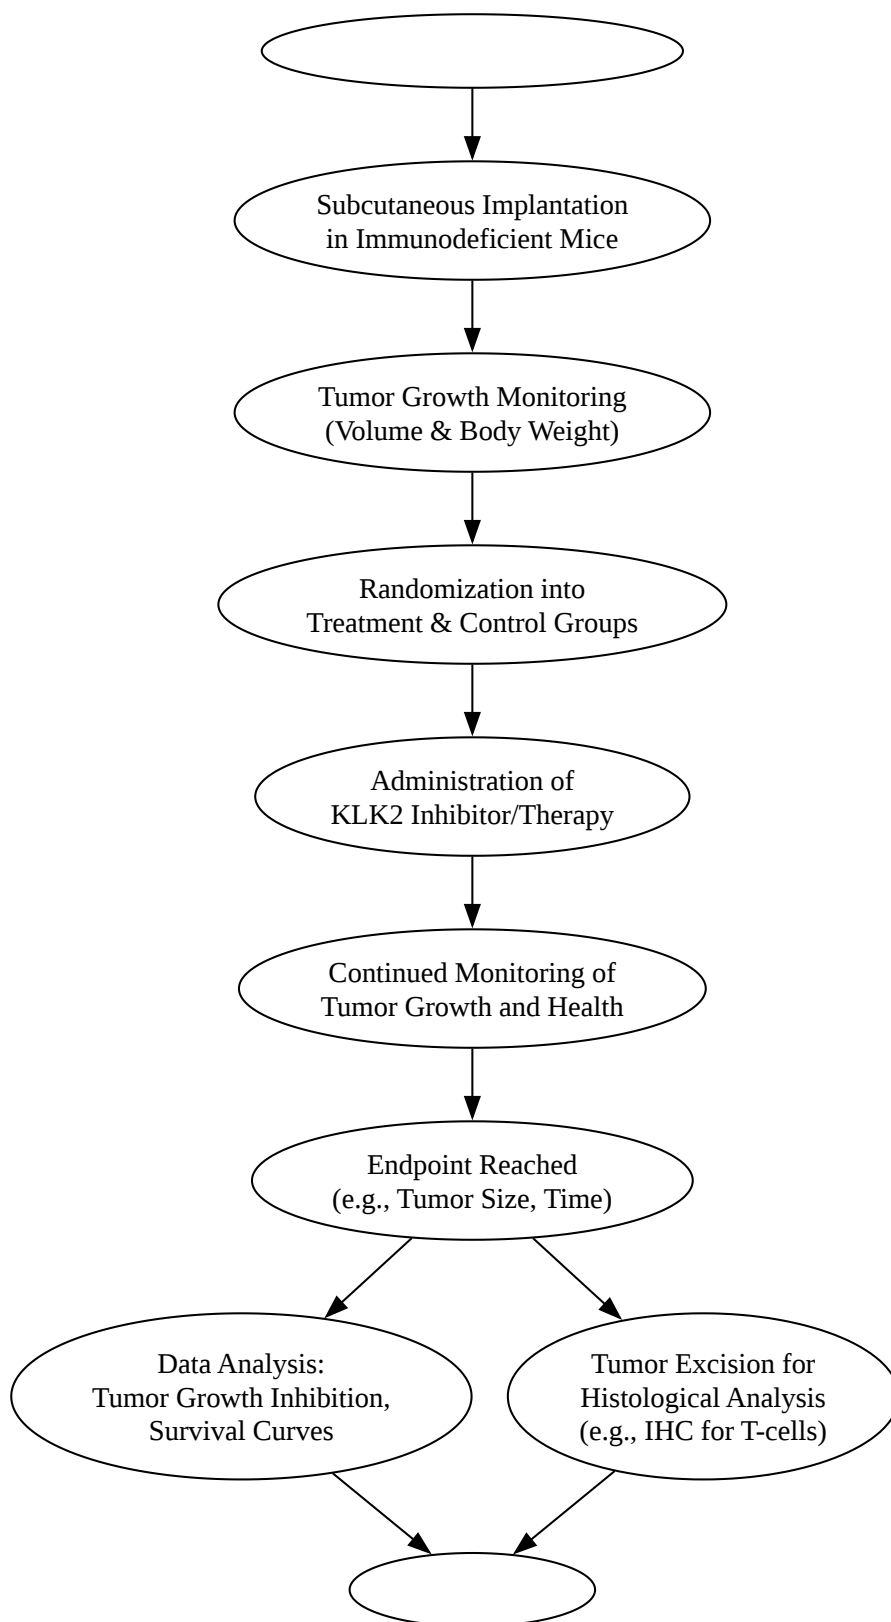 Subcutaneous Implantation
in Immunodeficient Mice
Tumor Growth Monitoring
(Volume & Body Weight)
Randomization into
Treatment & Control Groups
Administration of
KLK2 Inhibitor/Therapy
Continued Monitoring of
Tumor Growth and Health
Endpoint Reached
(e.g., Tumor Size, Time)
Data Analysis:
Tumor Growth Inhibition,
Survival Curves
Tumor Excision for
Histological Analysis
(e.g., IHC for T-cells)